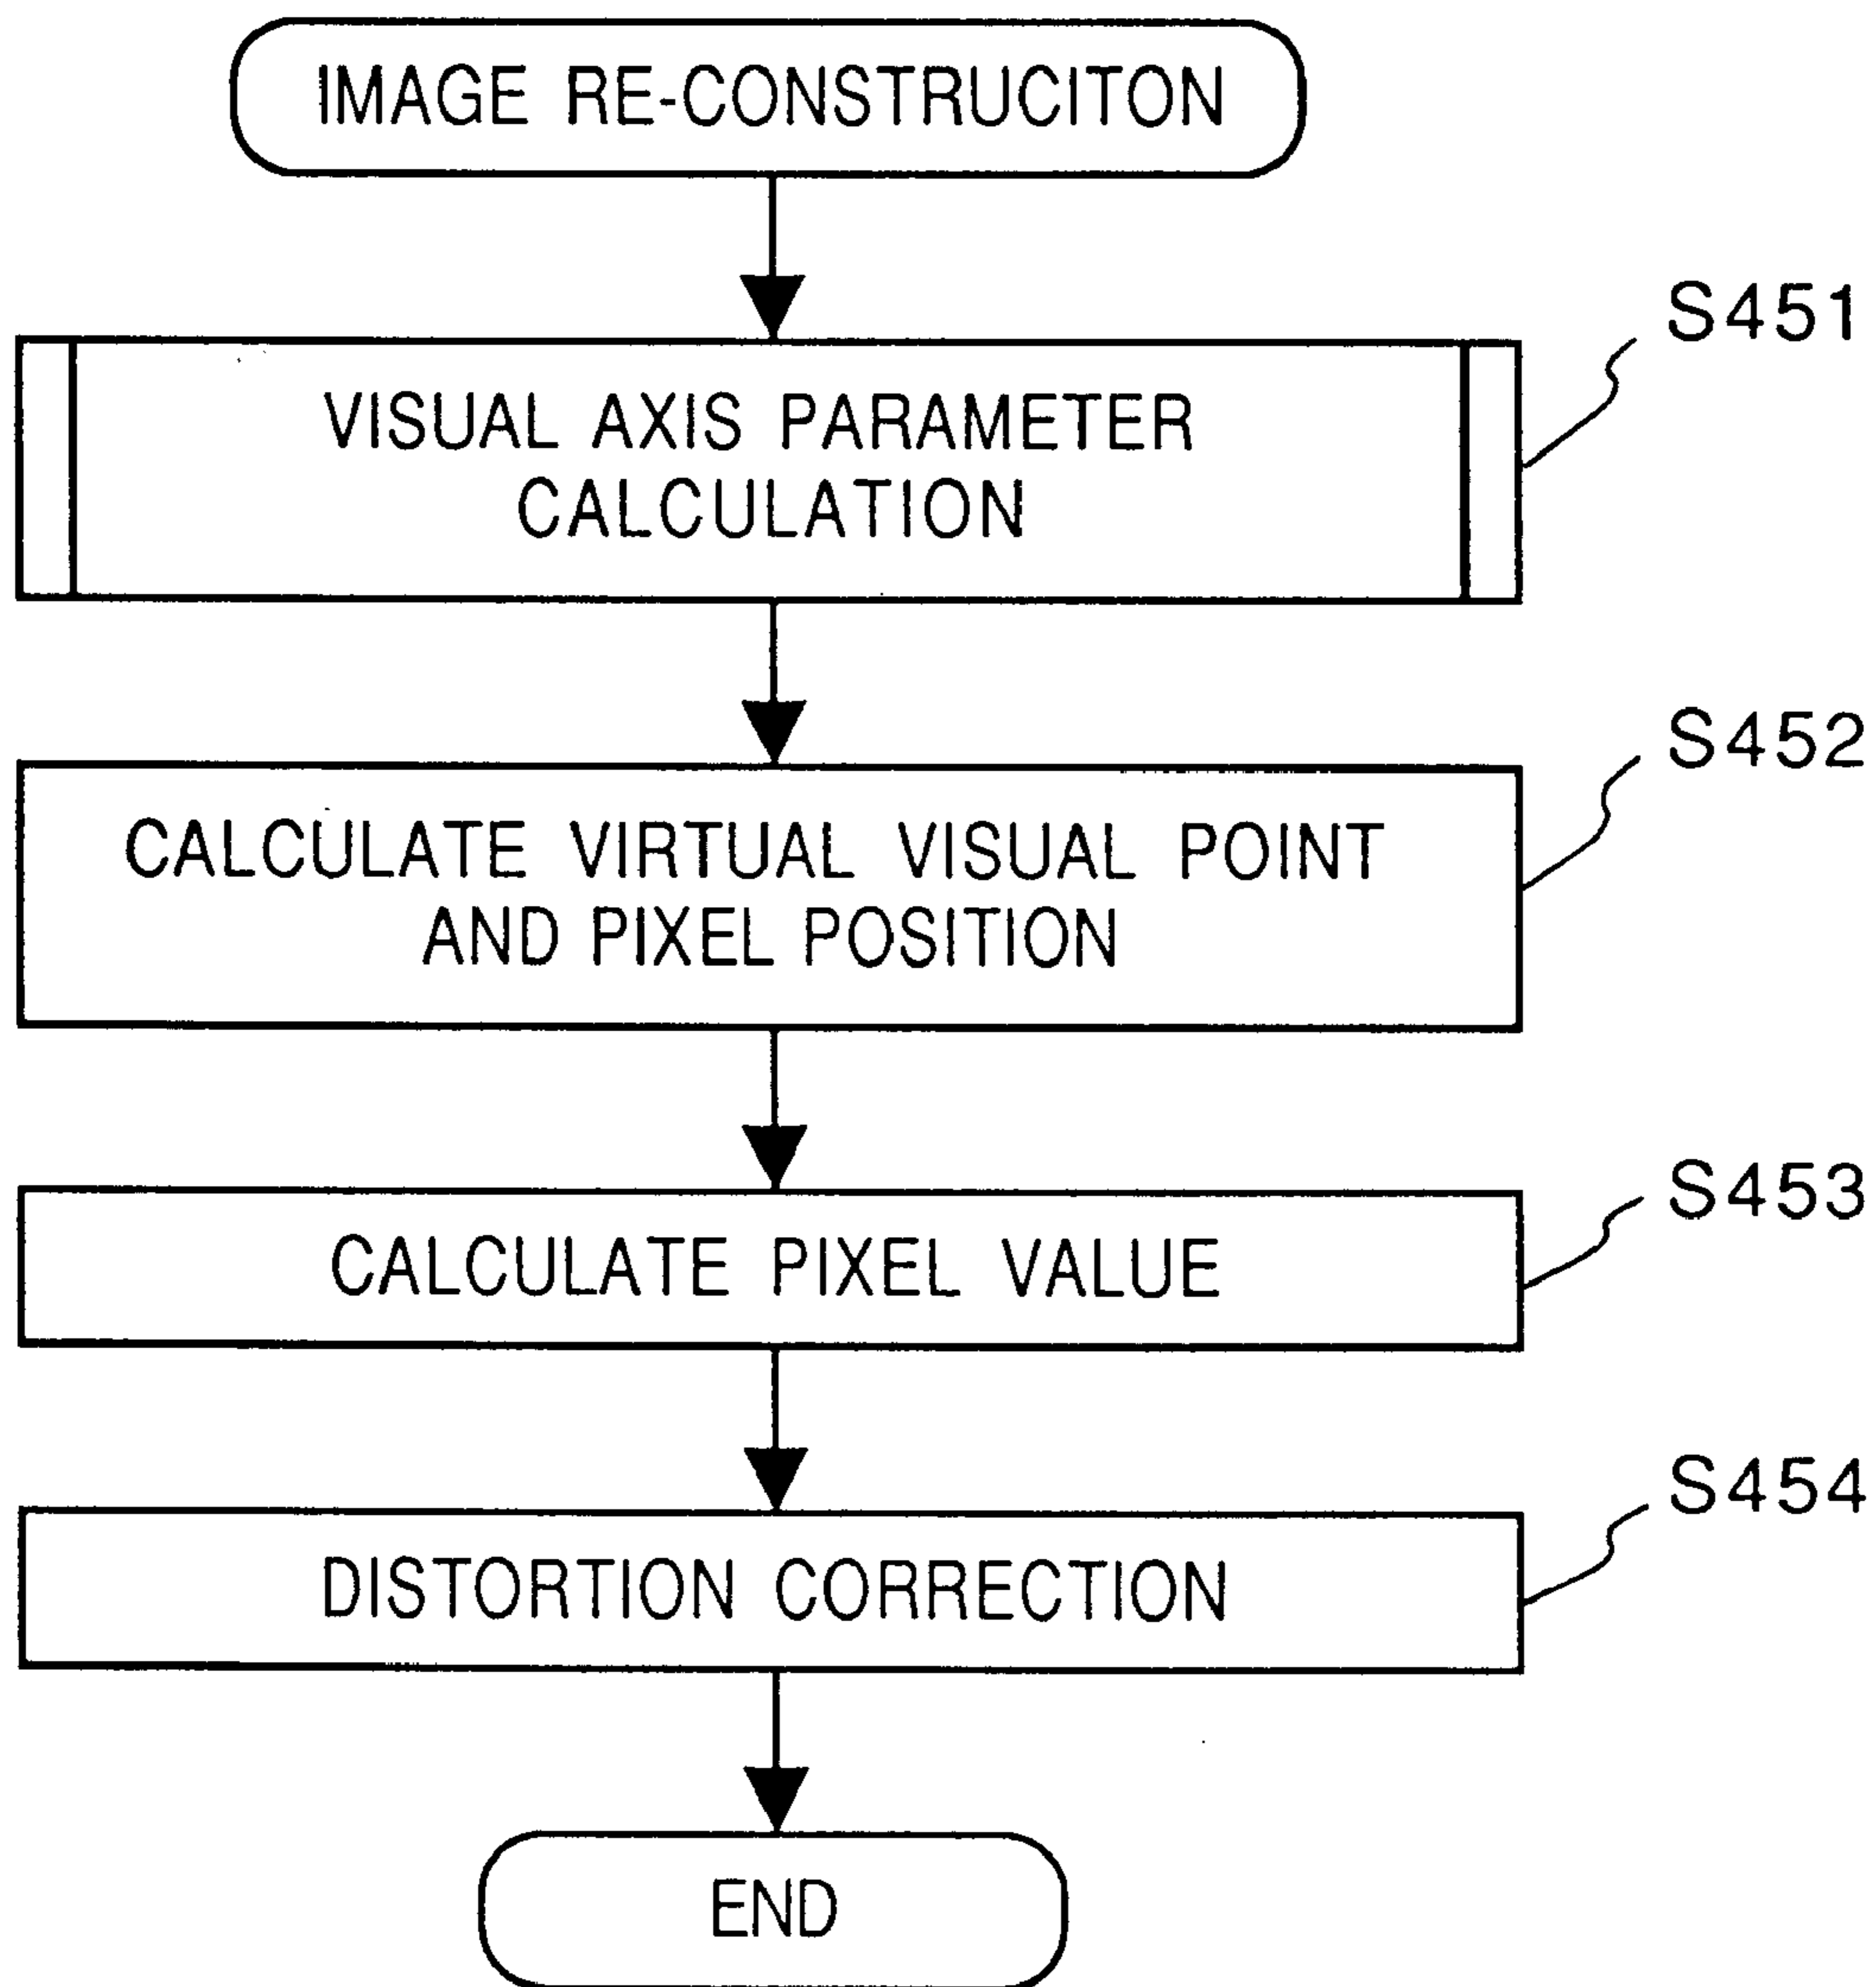 IMAGE RE-CONSTRUCITON
S451
VISUAL AXIS PARAMETER
CALCULATION
S452
CALCULATE VIRTUAL VISUAL POINT
AND PIXEL POSITION
S453
CALCULATE PIXEL VALUE
S454
DISTORTION CORRECTION
END